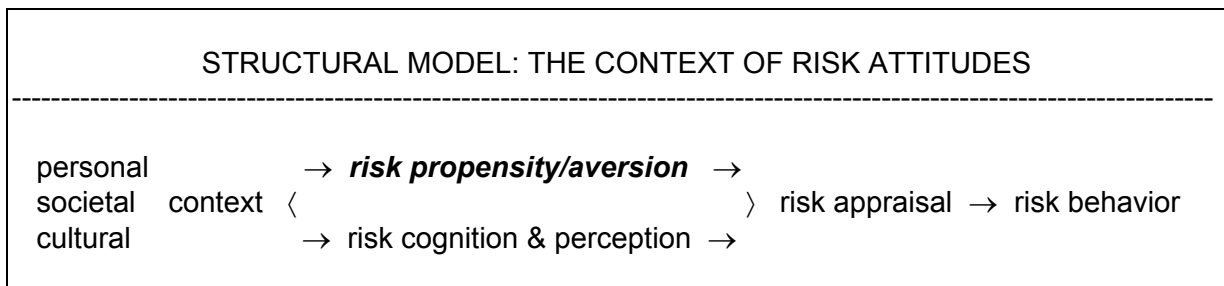 STRUCTURAL MODEL: THE CONTEXT OF RISK ATTITUDES
personal → risk propensity/aversion →
societal context 〈 〉 risk appraisal → risk behavior
cultural → risk cognition & perception →